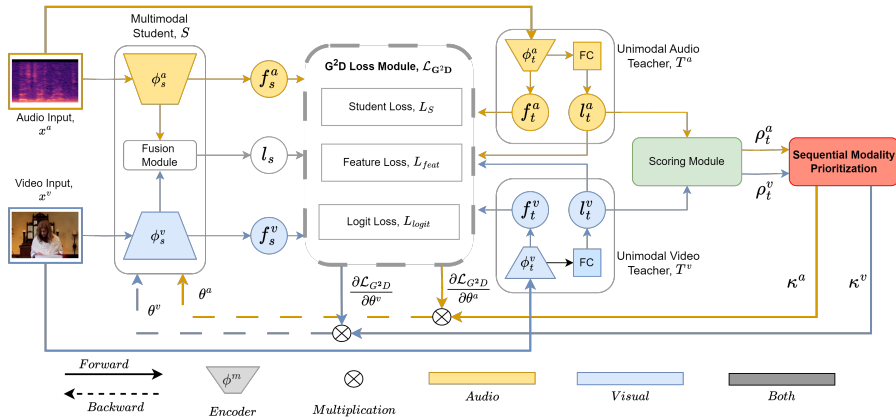 Multimodal
Student, S
Audio Input,
x^a
Video Input,
x^v
ϕ_s^a
Fusion
Module
ϕ_s^v
f_s^a
l_s
f_s^v
G²D Loss Module, ℒ_G²D
Student Loss, L_S
Feature Loss, L_feat
Logit Loss, L_logit
ϕ_t^a
FC
f_t^a
l_t^a
Unimodal Audio
Teacher, T^a
f_t^v
l_t^v
ϕ_t^v
FC
Unimodal Video
Teacher, T^v
Scoring Module
ρ_t^a
ρ_t^v
Sequential Modality
Prioritization
θ^v
θ^a
∂ℒ_G²D
∂θ^v
∂ℒ_G²D
∂θ^a
κ^a
κ^v
Forward
Backward
ϕ^m
Encoder
Multiplication
Audio
Visual
Both